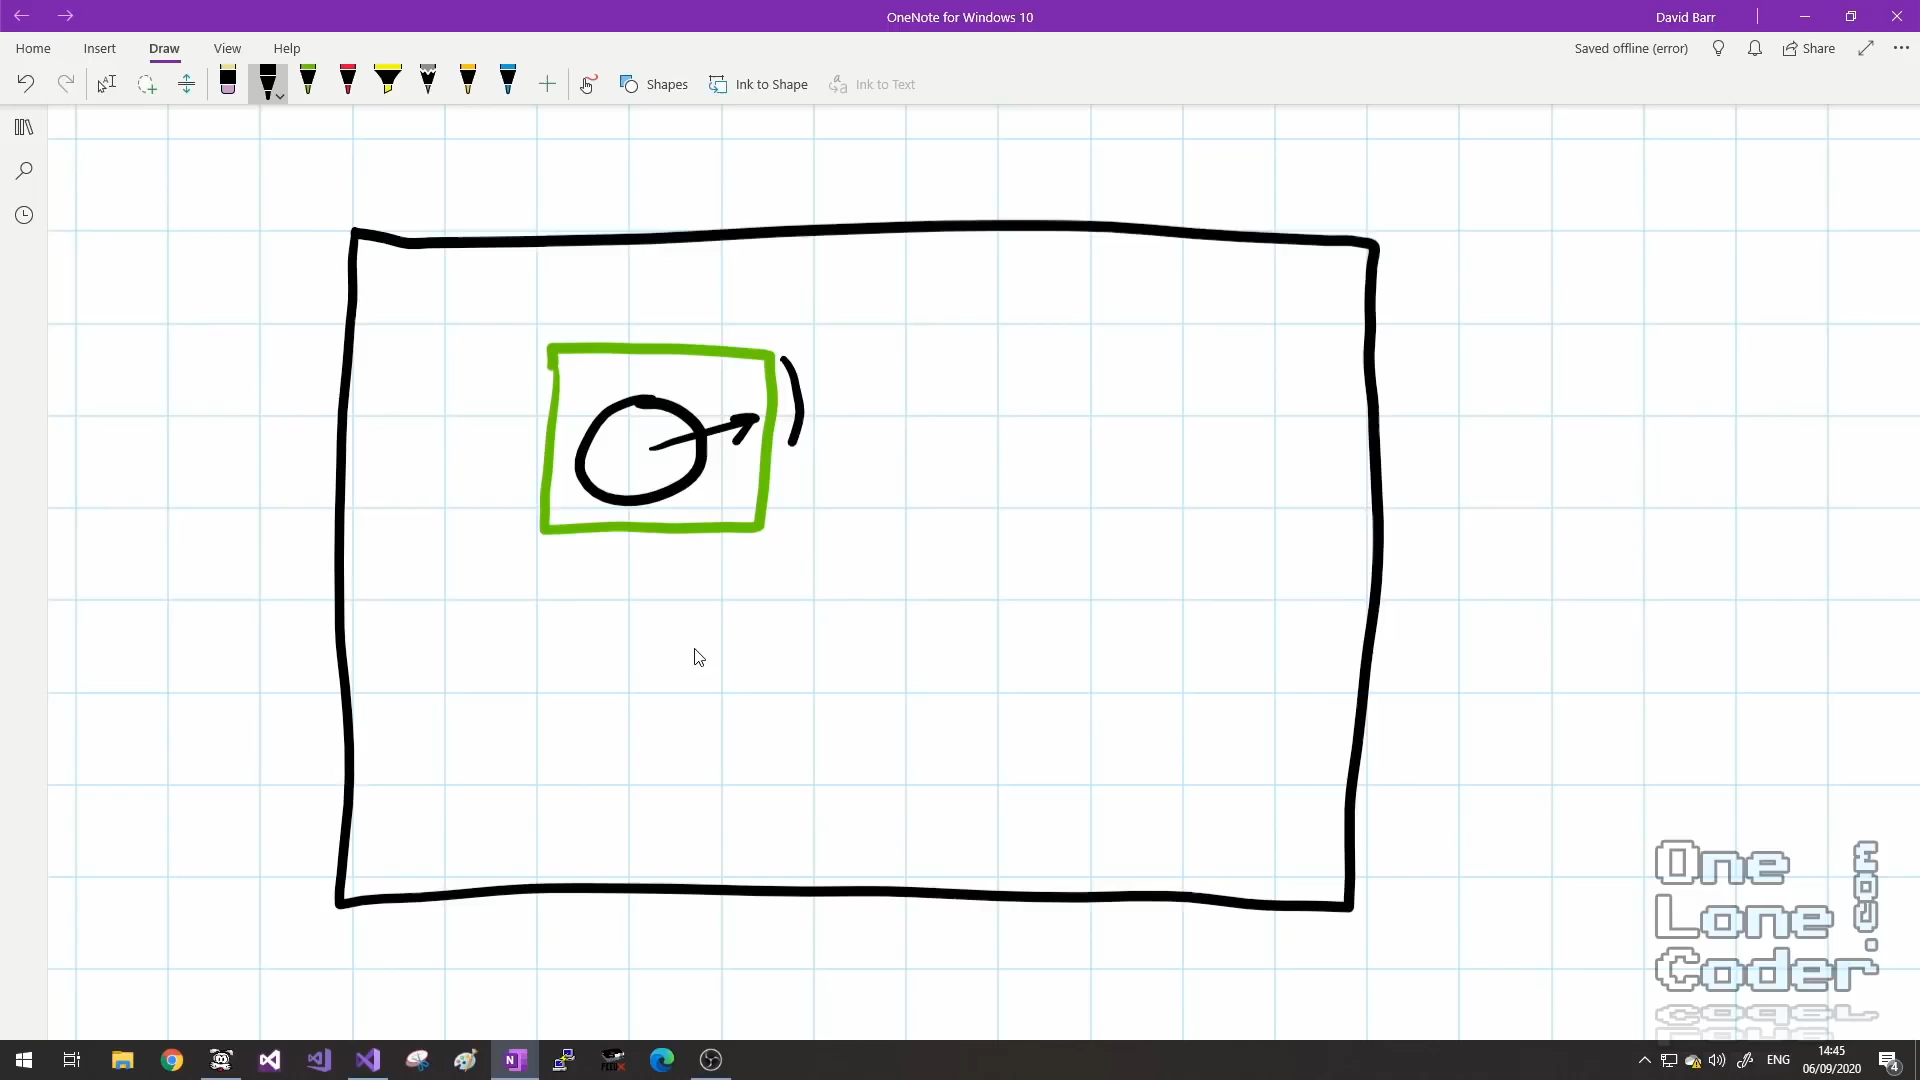 OneNote for Windows 10
David Barr
Home Insert Draw View Help
Saved offline (error)
Share
Shapes
Ink to Shape
Ink to Text
One
Lone
Coder
.com
ENG
14:45
06/09/2020
4